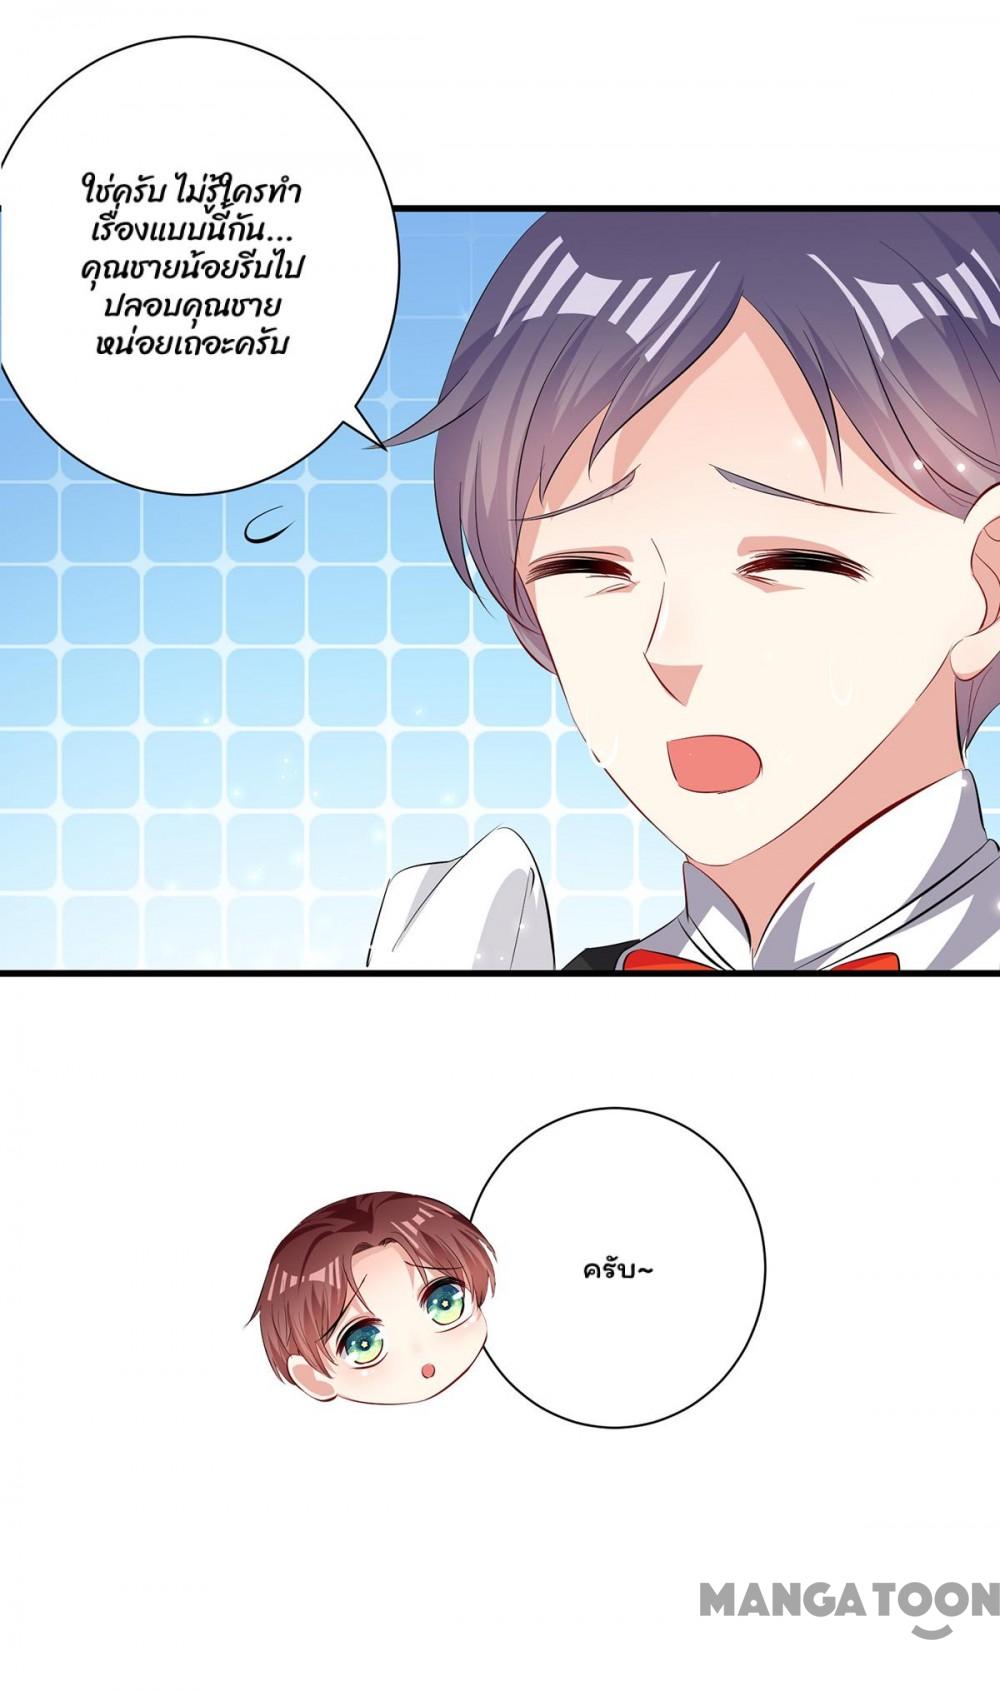 ใช่ครับ ไม่รู้ใครทำ
เรื่องแบบนี้กัน...
คุณชายน้อยรีบไป
ปลอบคุณชาย
หน่อยเถอะครับ
ครับ~
MANGATOON